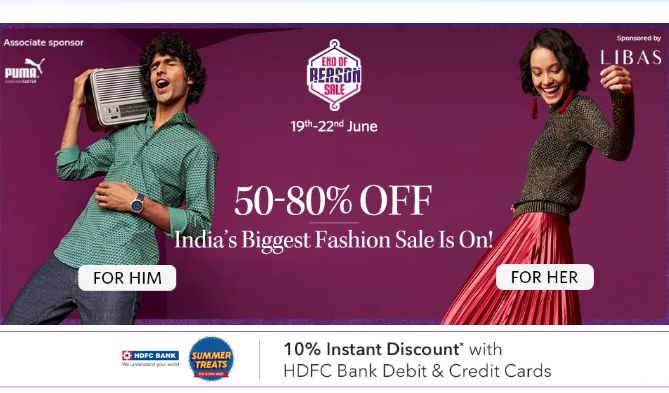 Associate sponsor
PUMA
FOREVER FASTER
Sponsored by
LIBAS
END OF
REASON
SALE
19th-22nd June
50-80% OFF
India's Biggest Fashion Sale Is On!
FOR HIM
FOR HER
HDFC BANK
We understand your world
SUMMER
TREATS
10% Instant Discount* with
HDFC Bank Debit & Credit Cards